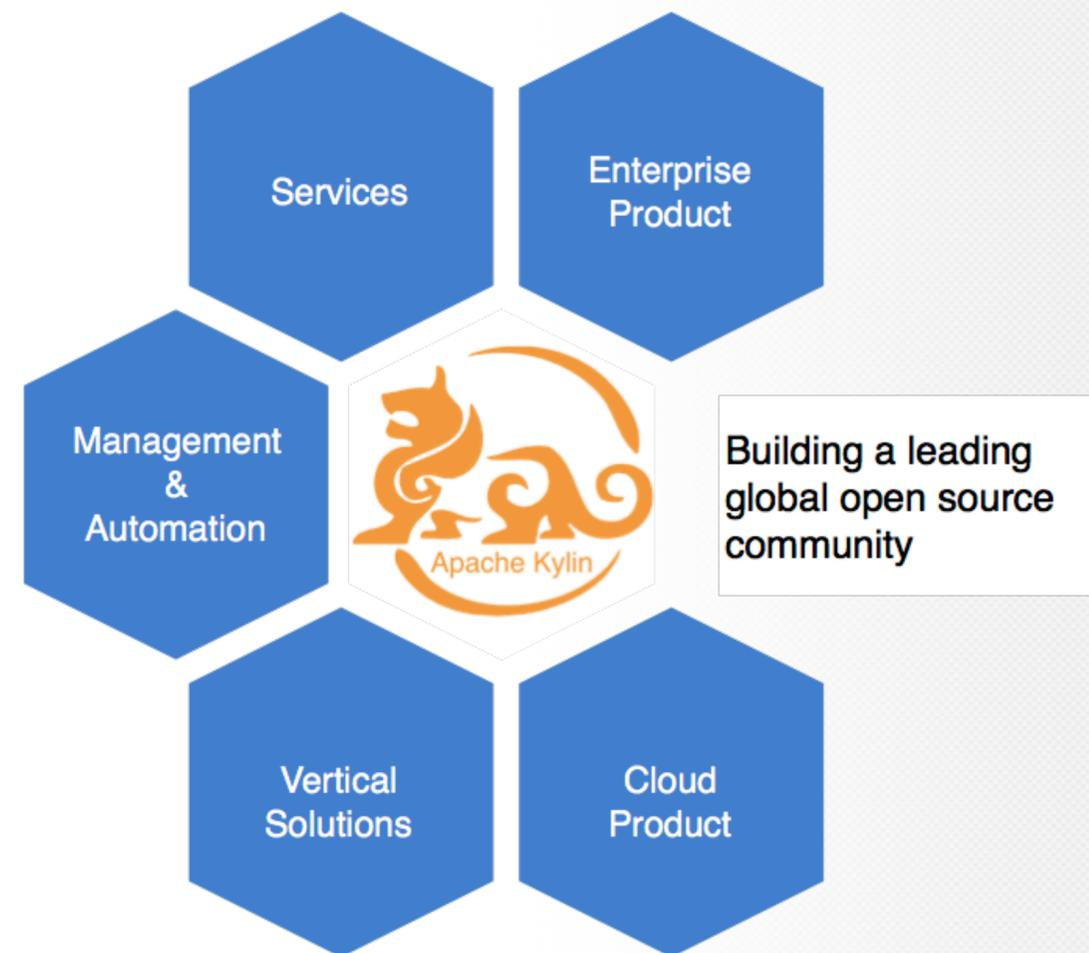 Services
Enterprise
Product
Management
&
Automation
Apache Kylin
Building a leading
global open source
community
Vertical
Solutions
Cloud
Product